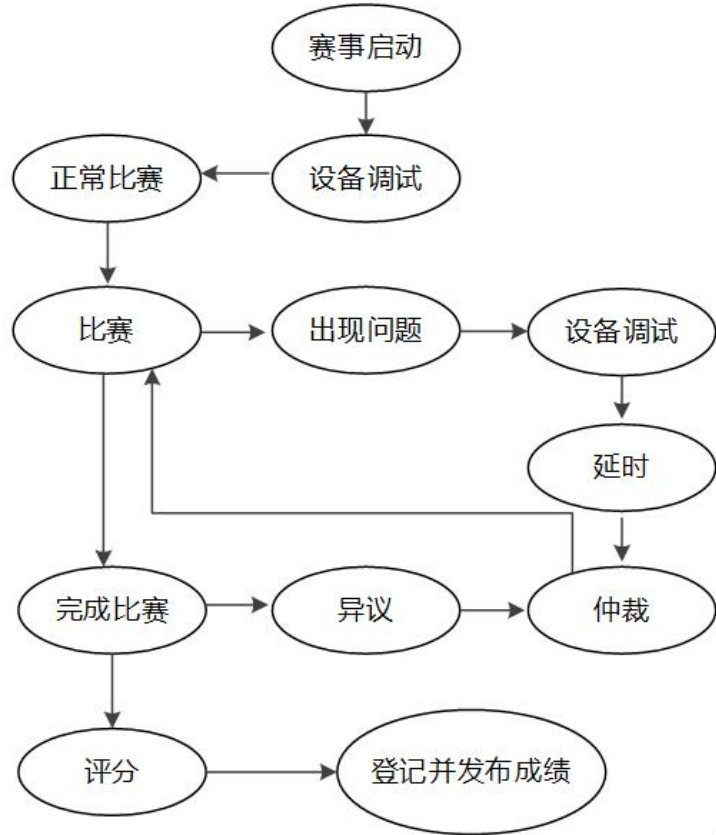 赛事启动
正常比赛
设备调试
比赛
出现问题
设备调试
延时
完成比赛
异议
仲裁
评分
登记并发布成绩